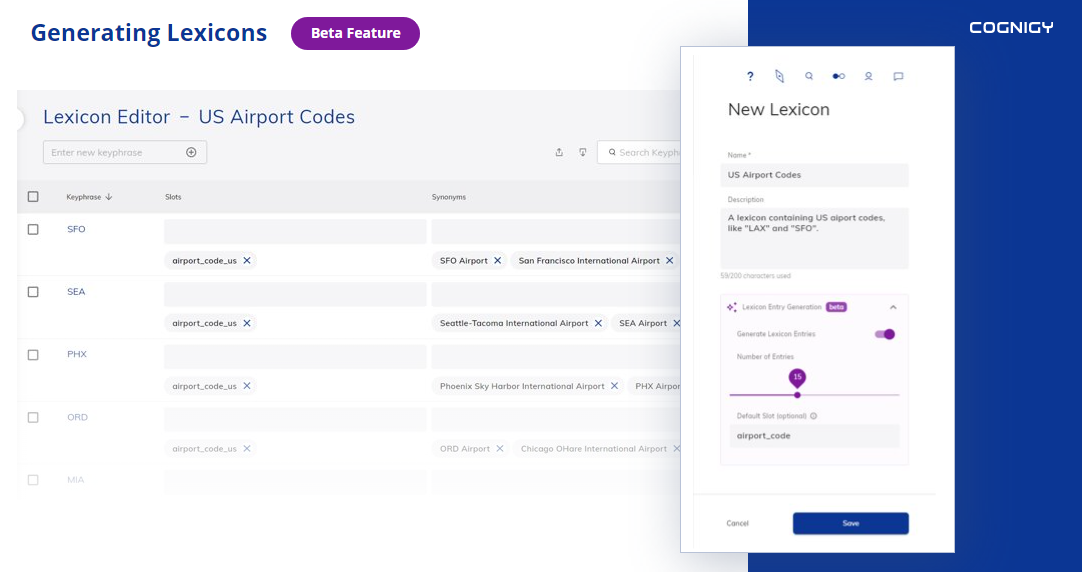 Generating Lexicons
Beta Feature
COGNIGY
Lexicon Editor – US Airport Codes
Enter new keyphrase
Search Keyph
Keyphrase
Slots
Synonyms
SFO
airport_code_us
SFO Airport
San Francisco International Airport
SEA
airport_code_us
Seattle-Tacoma International Airport
SEA Airport
PHX
airport_code_us
Phoenix Sky Harbor International Airport
PHX Airpor
ORD
airport_code_us
ORD Airport
Chicago OHare International Airport
MIA
?
New Lexicon
Name *
US Airport Codes
Description
A lexicon containing US aiport codes,
like "LAX" and "SFO".
59/200 characters used
Lexicon Entry Generation beta
Generate Lexicon Entries
Number of Entries
15
Default Slot (optional)
airport_code
Cancel
Save